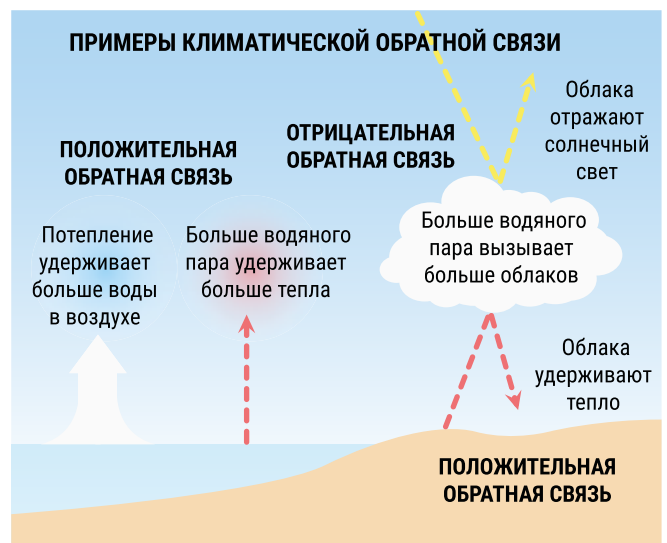 ПРИМЕРЫ КЛИМАТИЧЕСКОЙ ОБРАТНОЙ СВЯЗИ
ПОЛОЖИТЕЛЬНАЯ
ОБРАТНАЯ СВЯЗЬ
Потепление
удерживает
больше воды
в воздухе
Больше водяного
пара удерживает
больше тепла
ОТРИЦАТЕЛЬНАЯ
ОБРАТНАЯ СВЯЗЬ
Облака
отражают
солнечный
свет
Больше водяного
пара вызывает
больше облаков
Облака
удерживают
тепло
ПОЛОЖИТЕЛЬНАЯ
ОБРАТНАЯ СВЯЗЬ